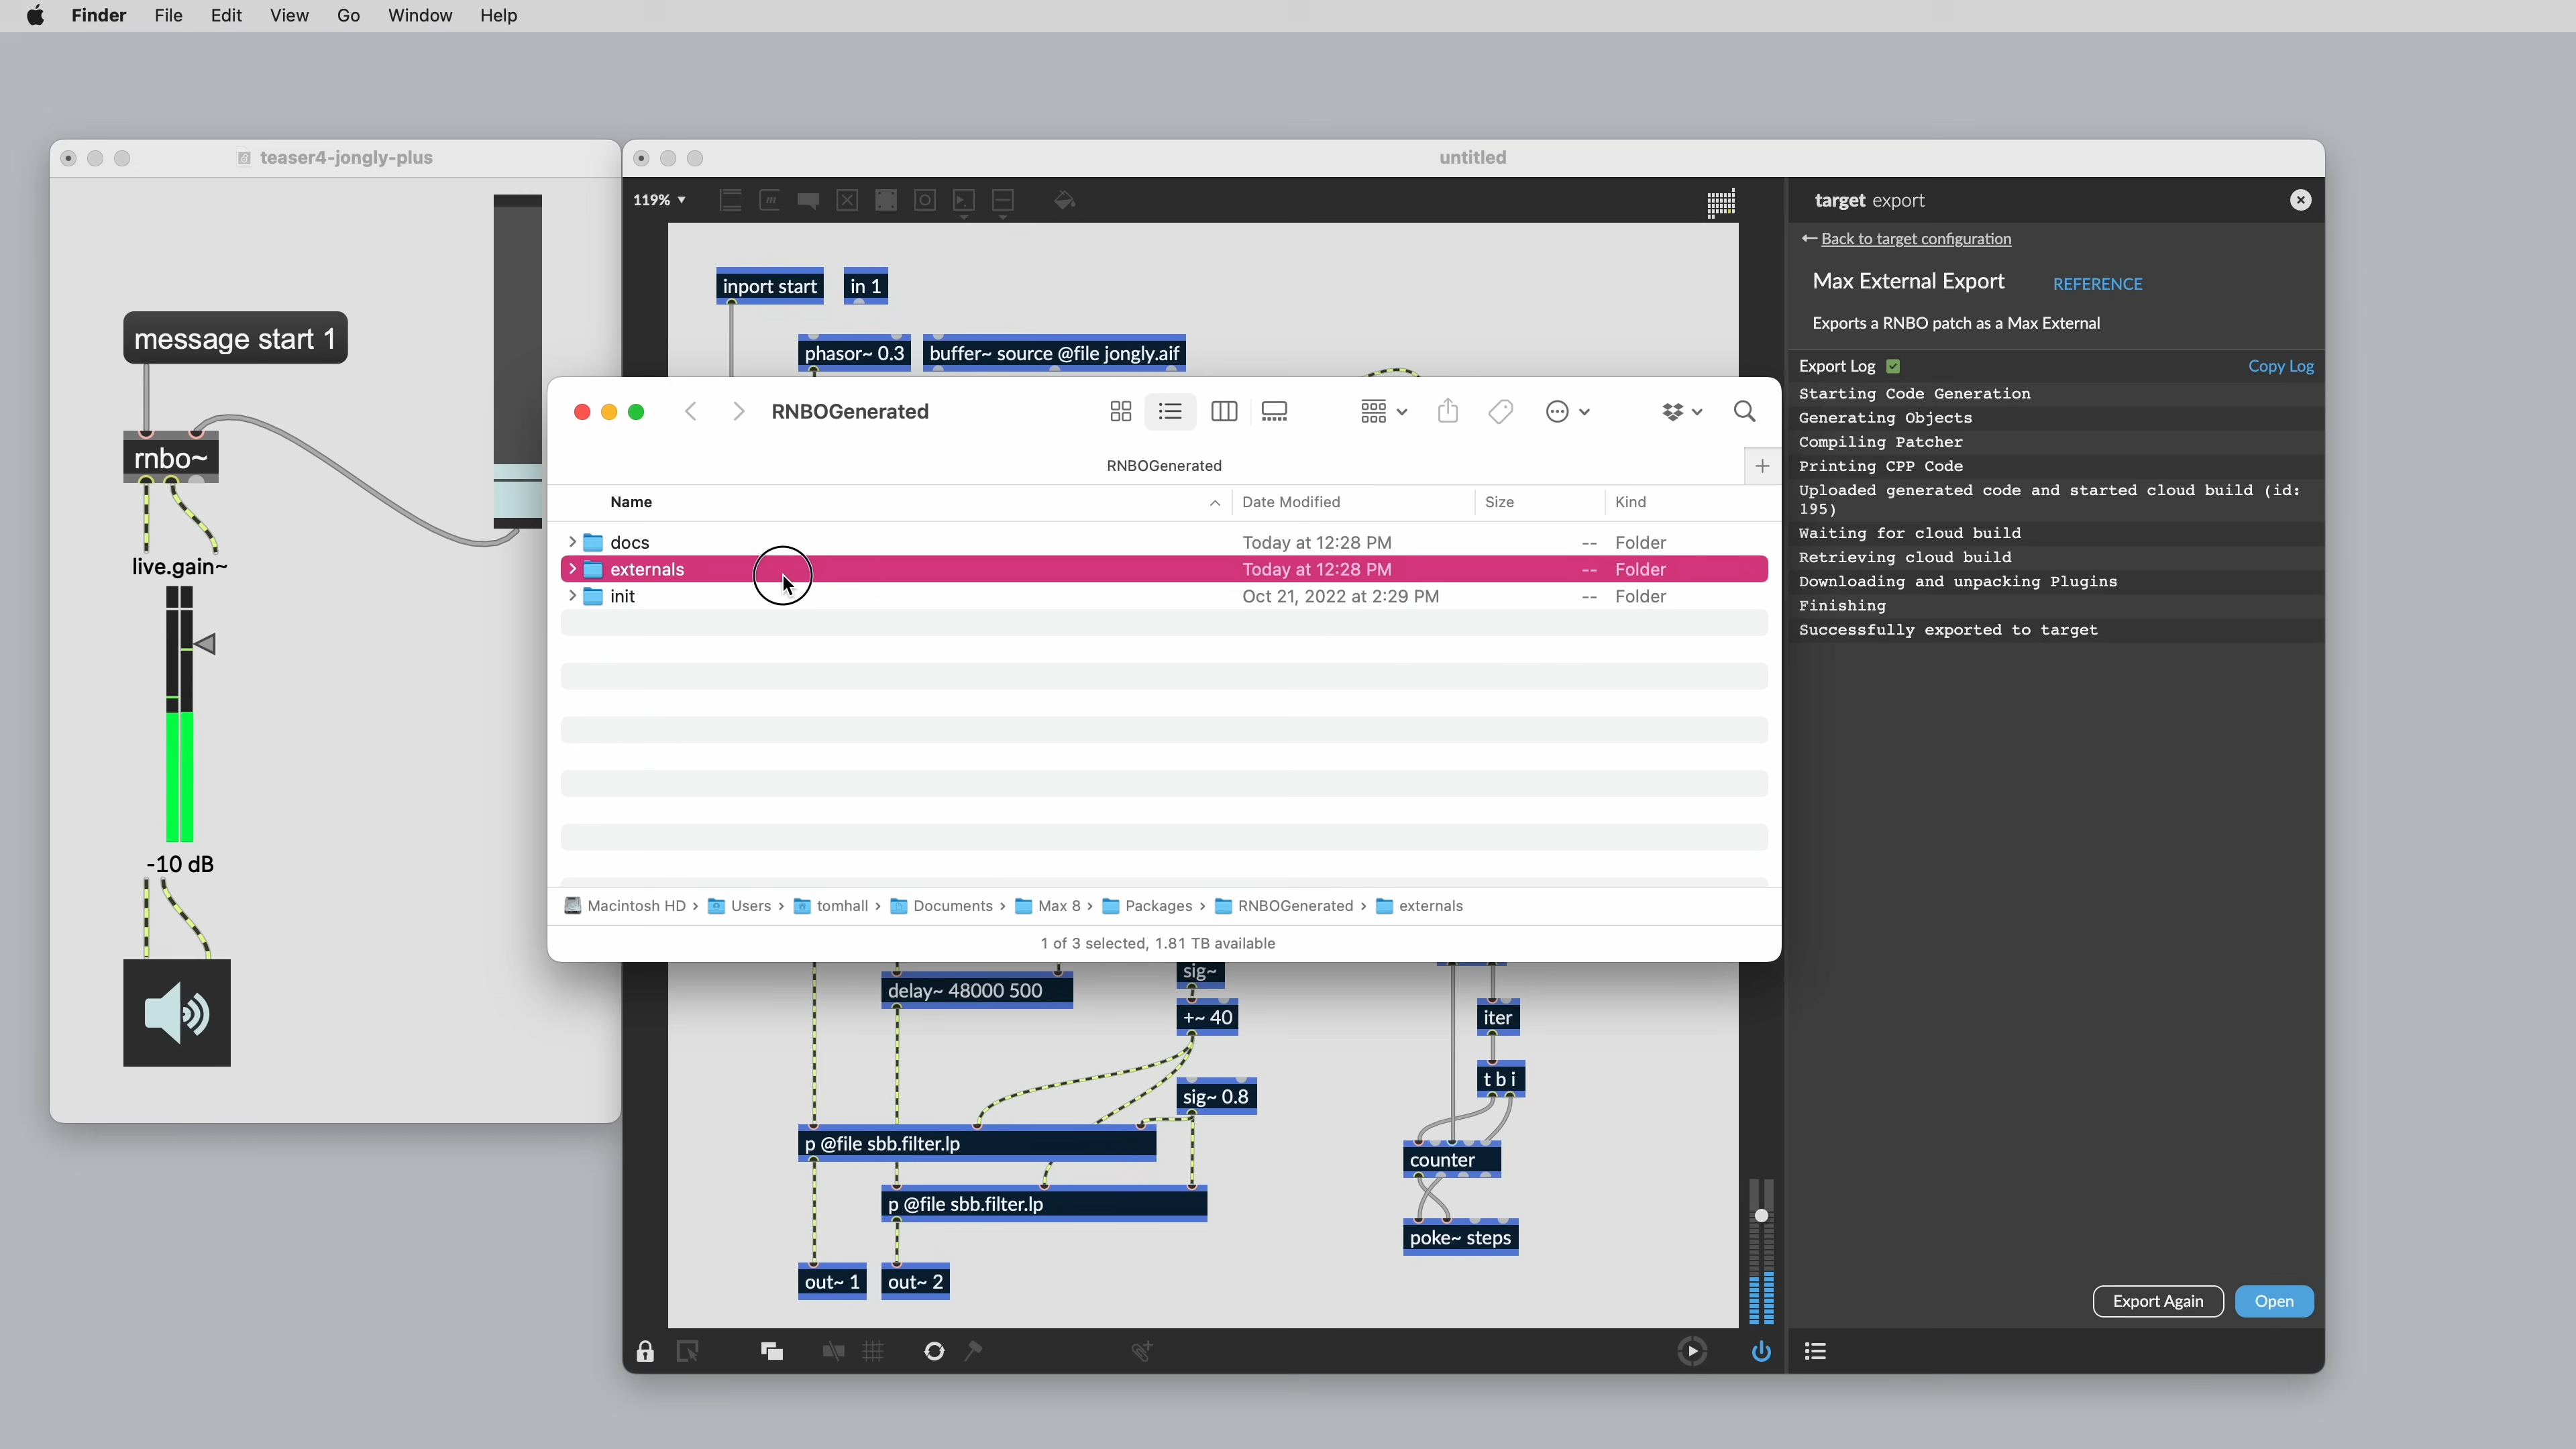 Finder File Edit View Go Window Help
teaser4-jongly-plus
message start 1
rnbo~
live.gain~
-10 dB
untitled
119%
inport start
in 1
phasor~ 0.3
buffer~ source @file jongly.aif
RNBOGenerated
RNBOGenerated
Name Date Modified Size Kind
docs Today at 12:28 PM -- Folder
externals Today at 12:28 PM -- Folder
init Oct 21, 2022 at 2:29 PM -- Folder
Macintosh HD › Users › tomhall › Documents › Max 8 › Packages › RNBOGenerated › externals
1 of 3 selected, 1.81 TB available
sig~
delay~ 48000 500
+~ 40
iter
t b i
sig~ 0.8
p @file sbb.filter.lp
counter
p @file sbb.filter.lp
poke~ steps
out~ 1
out~ 2
target export
Back to target configuration
Max External Export REFERENCE
Exports a RNBO patch as a Max External
Export Log Copy Log
Starting Code Generation
Generating Objects
Compiling Patcher
Printing CPP Code
Uploaded generated code and started cloud build (id:
195)
Waiting for cloud build
Retrieving cloud build
Downloading and unpacking Plugins
Finishing
Successfully exported to target
Export Again Open